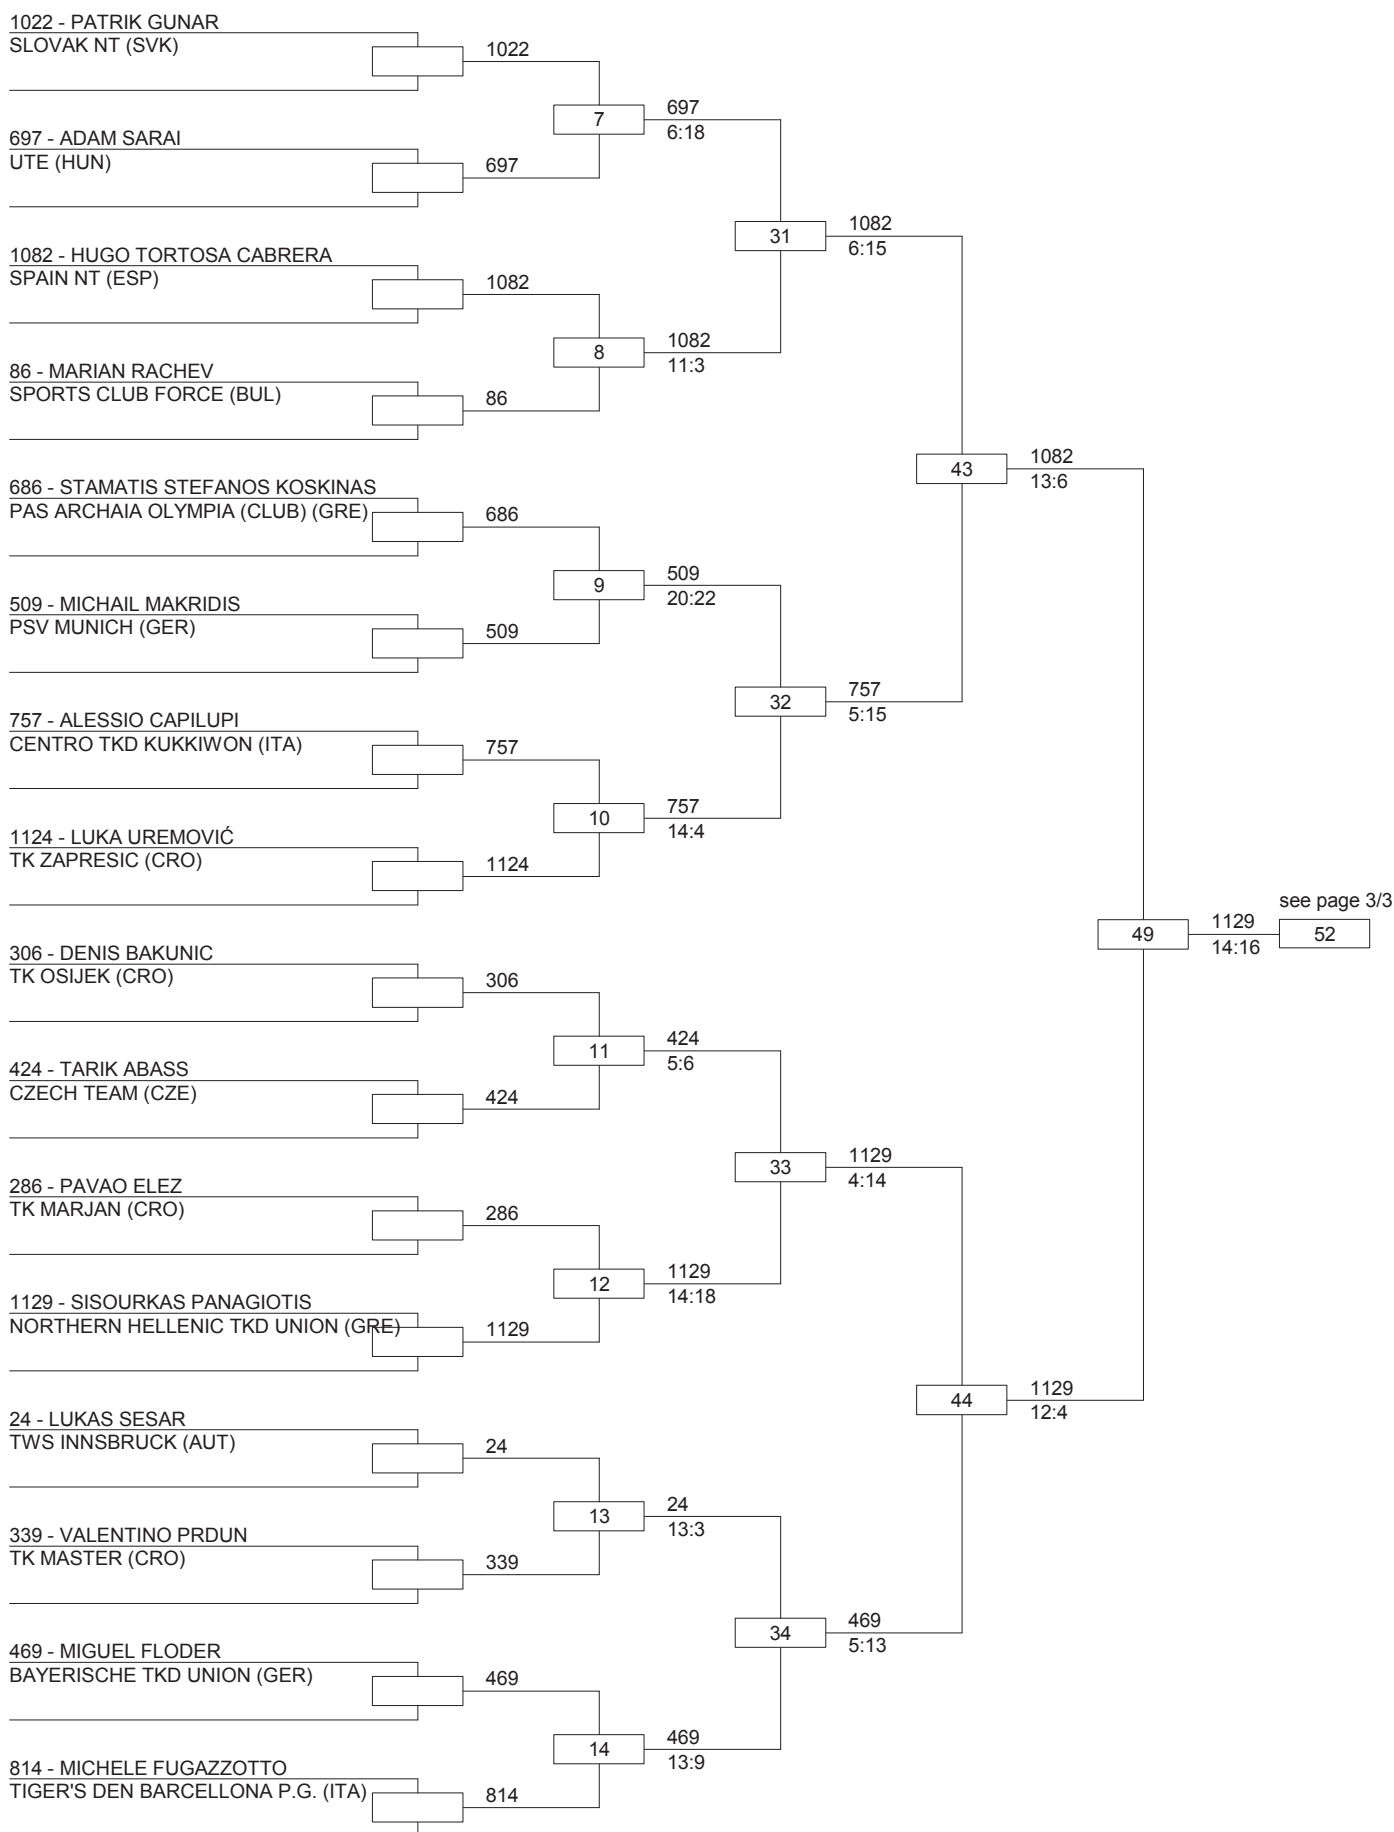 1022 - PATRIK GUNAR
SLOVAK NT (SVK)
1022
7
697
6:18
697 - ADAM SARAI
UTE (HUN)
697
31
1082
6:15
1082 - HUGO TORTOSA CABRERA
SPAIN NT (ESP)
1082
8
1082
11:3
86 - MARIAN RACHEV
SPORTS CLUB FORCE (BUL)
86
43
1082
13:6
686 - STAMATIS STEFANOS KOSKINAS
PAS ARCHAIA OLYMPIA (CLUB) (GRE)
686
9
509
20:22
509 - MICHAIL MAKRIDIS
PSV MUNICH (GER)
509
32
757
5:15
757 - ALESSIO CAPILUPI
CENTRO TKD KUKKIWON (ITA)
757
10
757
14:4
1124 - LUKA UREMOVIĆ
TK ZAPRESIC (CRO)
1124
see page 3/3
49
1129
14:16
52
306 - DENIS BAKUNIC
TK OSIJEK (CRO)
306
11
424
5:6
424 - TARIK ABASS
CZECH TEAM (CZE)
424
33
1129
4:14
286 - PAVAO ELEZ
TK MARJAN (CRO)
286
12
1129
14:18
1129 - SISOURKAS PANAGIOTIS
NORTHERN HELLENIC TKD UNION (GRE)
1129
44
1129
12:4
24 - LUKAS SESAR
TWS INNSBRUCK (AUT)
24
13
24
13:3
339 - VALENTINO PRDUN
TK MASTER (CRO)
339
34
469
5:13
469 - MIGUEL FLODER
BAYERISCHE TKD UNION (GER)
469
14
469
13:9
814 - MICHELE FUGAZZOTTO
TIGER'S DEN BARCELLONA P.G. (ITA)
814